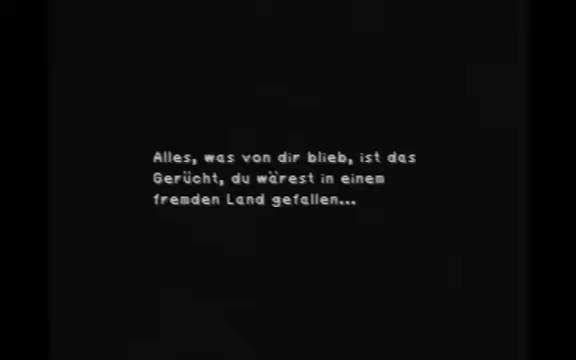 Alles, was von dir blieb, ist das
Gerücht, du wärest in einem
fremden Land gefallen...